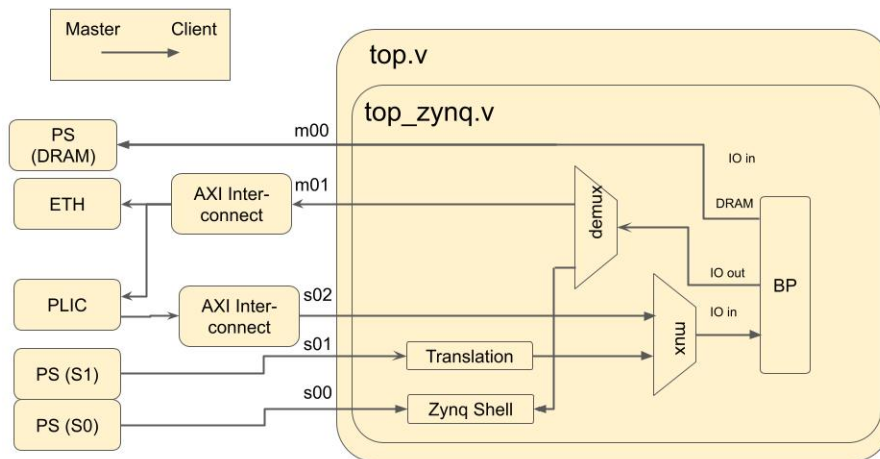 Master Client
top.v
top_zynq.v
PS
(DRAM)
m00
IO in
ETH
AXI Inter-
connect
m01
demux
DRAM
IO out
BP
PLIC
AXI Inter-
connect
s02
mux
IO in
PS (S1)
s01
Translation
PS (S0)
s00
Zynq Shell